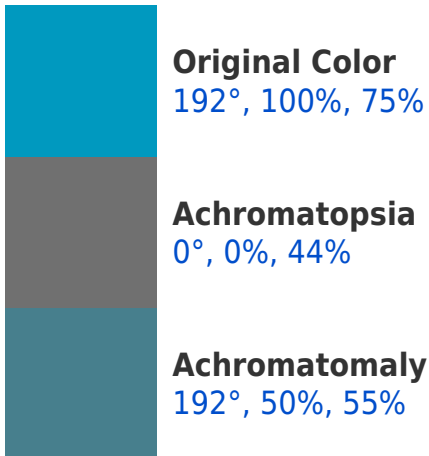 Original Color
192°, 100%, 75%
Achromatopsia
0°, 0%, 44%
Achromatomaly
192°, 50%, 55%